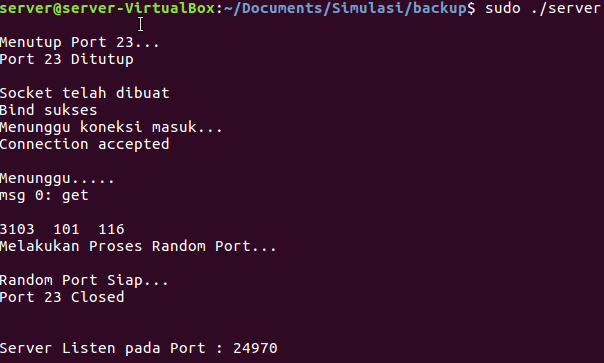 server@server-VirtualBox:~/Documents/Simulasi/backup$ sudo ./server
Menutup Port 23...
Port 23 Ditutup
Socket telah dibuat
Bind sukses
Menunggu koneksi masuk...
Connection accepted
Menunggu.....
msg 0: get
3103  101  116
Melakukan Proses Random Port...
Random Port Siap...
Port 23 Closed
Server Listen pada Port : 24970